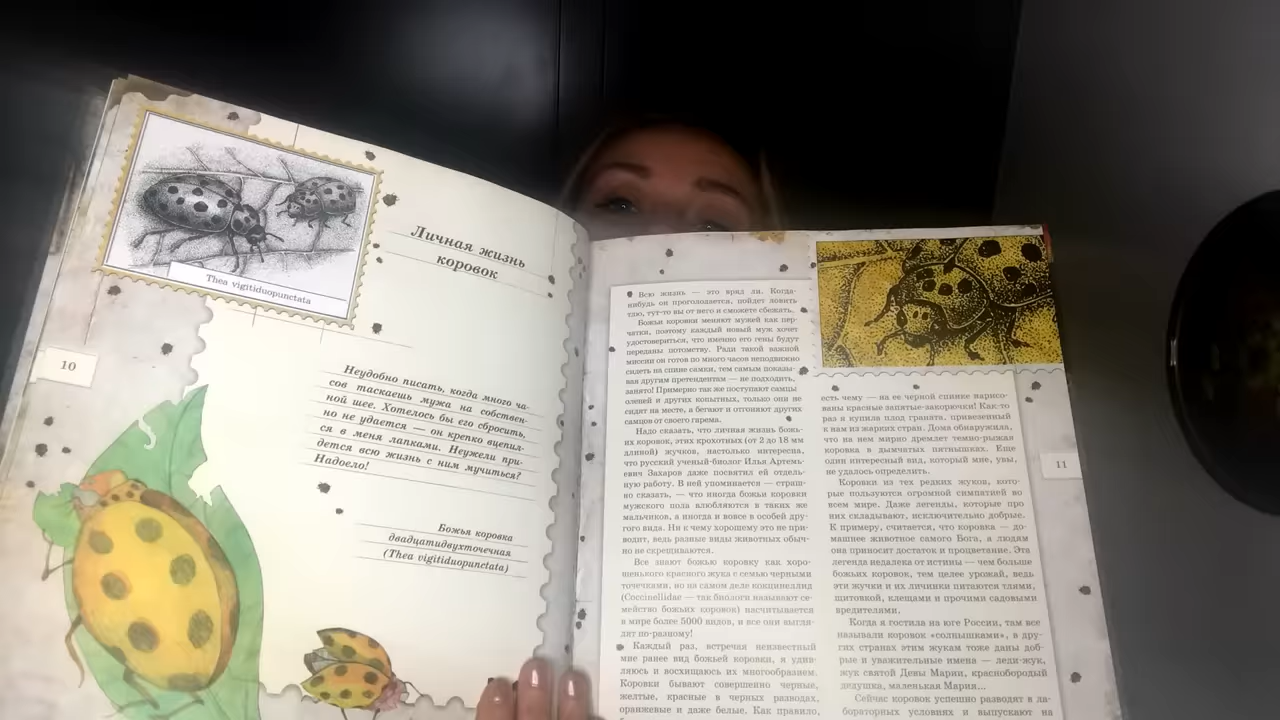 Thea vigitiduopunctata
Личная жизнь
коровок
10
Неудобно писать, когда много ча-
сов таскаешь мужа на собствен-
ной шее. Хотелось бы его сбросить,
но не удается — он крепко вцепил-
ся в меня лапками. Неужели при-
дется всю жизнь с ним мучиться?
Надоело!
Божья коровка
двадцатидвухточечная
(Thea vigitiduopunctata)
Всю жизнь — это вряд ли. Когда-
нибудь он проголодается, пойдет ловить
тлю, тут-то вы от него и сможете сбежать.
Божьи коровки меняют мужей как пер-
чатки, поэтому каждый новый муж хочет
удостовериться, что именно его гены будут
переданы потомству. Ради такой важной
миссии он готов по много часов неподвижно
сидеть на спине самки, тем самым показы-
вая другим претендентам — не подходить,
занято! Примерно так же поступают самцы
оленей и других копытных, только они не
сидят на месте, а бегают и отгоняют других
самцов от своего гарема.
Надо сказать, что личная жизнь божь-
их коровок, этих крохотных (от 2 до 18 мм
длиной) жучков, настолько интересна,
что русский ученый-биолог Илья Артемь-
евич Захаров даже посвятил ей отдель-
ную работу. В ней упоминается — страш-
но сказать, — что иногда божьи коровки
мужского пола влюбляются в таких же
мальчиков, а иногда и вовсе в особей дру-
гого вида. Ни к чему хорошему это не при-
водит, ведь разные виды животных обыч-
но не скрещиваются.
Все знают божью коровку как хоро-
шенького красного жука с семью черными
точечками, но на самом деле кокцинеллид
(Coccinellidae — так биологи называют се-
мейство божьих коровок) насчитывается
в мире более 5000 видов, и все они выгля-
дят по-разному!
Каждый раз, встречая неизвестный
мне ранее вид божьей коровки, я удив-
ляюсь и восхищаюсь их многообразием.
Коровки бывают совершенно черные,
желтые, красные в черных разводах,
оранжевые и даже белые. Как правило,
есть чему — на ее черной спинке нарисо-
ваны красные запятые-закорючки! Как-то
раз я купила плод граната, привезенный
к нам из жарких стран. Дома обнаружила,
что на нем мирно дремлет темно-рыжая
коровка в дымчатых пятнышках. Еще
один интересный вид, который мне, увы,
не удалось определить.
Коровки из тех редких жуков, кото-
рые пользуются огромной симпатией во
всем мире. Даже легенды, которые про
них складывают, исключительно добрые.
К примеру, считается, что коровка — до-
машнее животное самого Бога, а людям
она приносит достаток и процветание. Эта
легенда недалека от истины — чем больше
божьих коровок, тем целее урожай, ведь
эти жучки и их личинки питаются тлями,
щитовкой, клещами и прочими садовыми
вредителями.
Когда я гостила на юге России, там все
называли коровок «солнышками», в дру-
гих странах этим жукам тоже даны доб-
рые и уважительные имена — леди-жук,
жук святой Девы Марии, краснобородый
дедушка, маленькая Мария...
Сейчас коровок успешно разводят в ла-
бораторных условиях и выпускают на
11